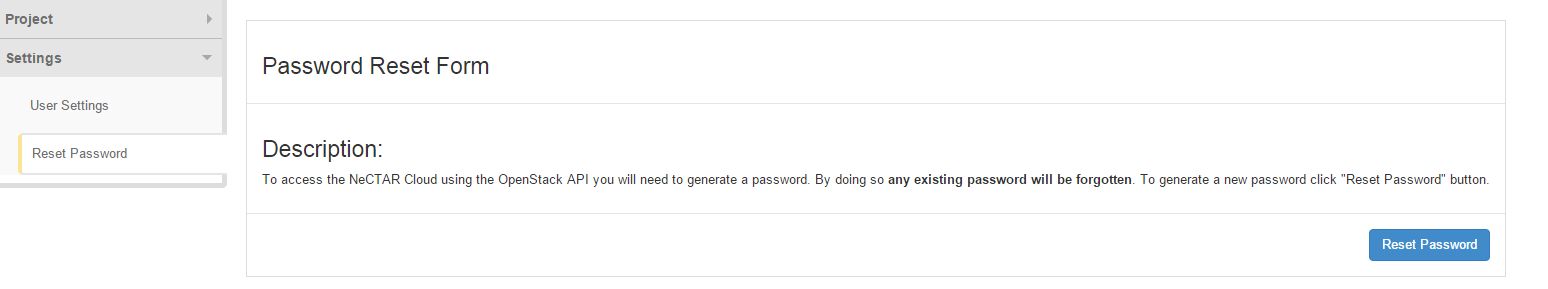 Project
Settings
User Settings
Reset Password
Password Reset Form
Description:
To access the NeCTAR Cloud using the OpenStack API you will need to generate a password. By doing so any existing password will be forgotten. To generate a new password click "Reset Password" button.
Reset Password